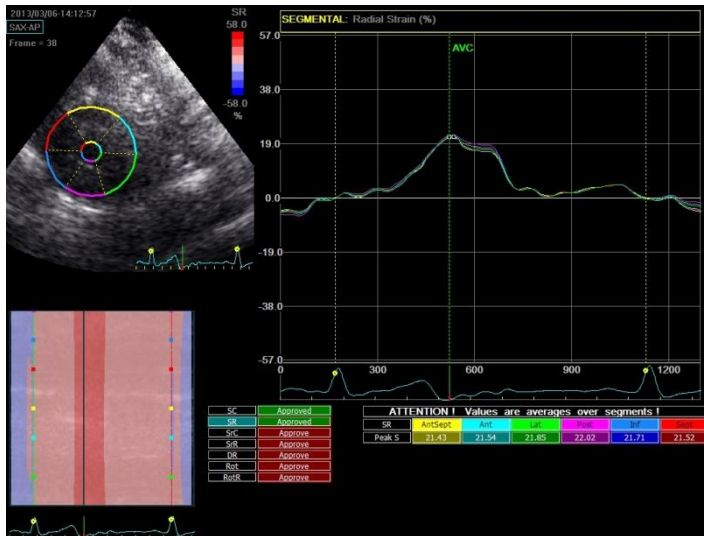 2013/03/06-14:12:57
SAX-AP
Frame = 38
SR
58.0
-58.0
%
SEGMENTAL: Radial Strain (%)
57.0
AVC
38.0
19.0
0.0
-19.0
-38.0
-57.0
0 300 600 900 1200
SC Approved
SR Approved
SrC Approve
SrR Approve
DR Approve
Rot Approve
RotR Approve
ATTENTION ! Values are averages over segments !
SR AntSept Ant Lat Post Inf Sept
Peak S 21.43 21.54 21.85 22.02 21.71 21.52